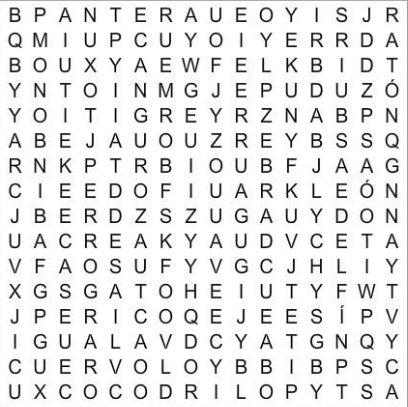 B P A N T E R A U E O Y I S J R
Q M I U P C U Y O I Y E R R D A
B O U X Y A E W F E L K B I D T
Y N T O I N M G J E P U D U Z Ó
Y O I T I G R E Y R Z N A B P N
A B E J A U O U Z R E Y B S S Q
R N K P T R B I O U B F J A A G
C I E E D O F I U A R K L E Ó N
J B E R D Z S Z U G A U Y D O N
U A C R E A K Y A U D V C E T A
V F A O S U F Y V G C J H L I Y
X G S G A T O H E I U T Y F W T
J P E R I C O Q E J E E S Í P V
I G U A L A V D C Y A T G N Q Y
C U E R V O L O Y B B I B P S C
U X C O C O D R I L O P Y T S A